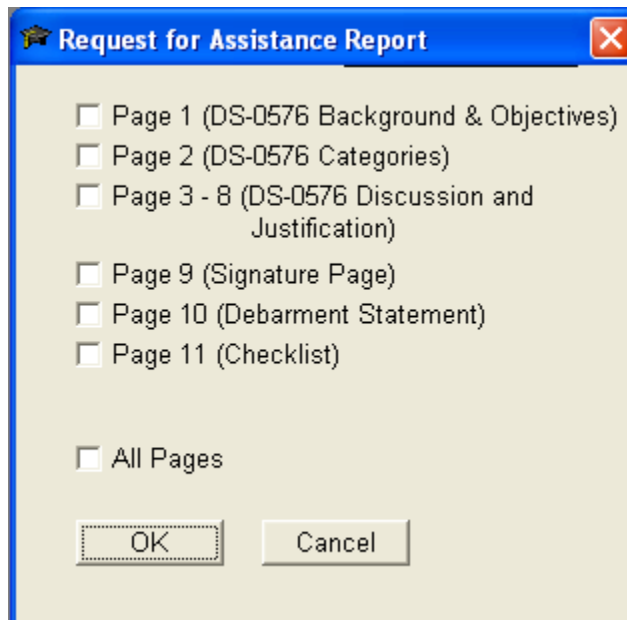 Request for Assistance Report
Page 1 (DS-0576 Background & Objectives)
Page 2 (DS-0576 Categories)
Page 3 - 8 (DS-0576 Discussion and
Justification)
Page 9 (Signature Page)
Page 10 (Debarment Statement)
Page 11 (Checklist)
All Pages
OK
Cancel